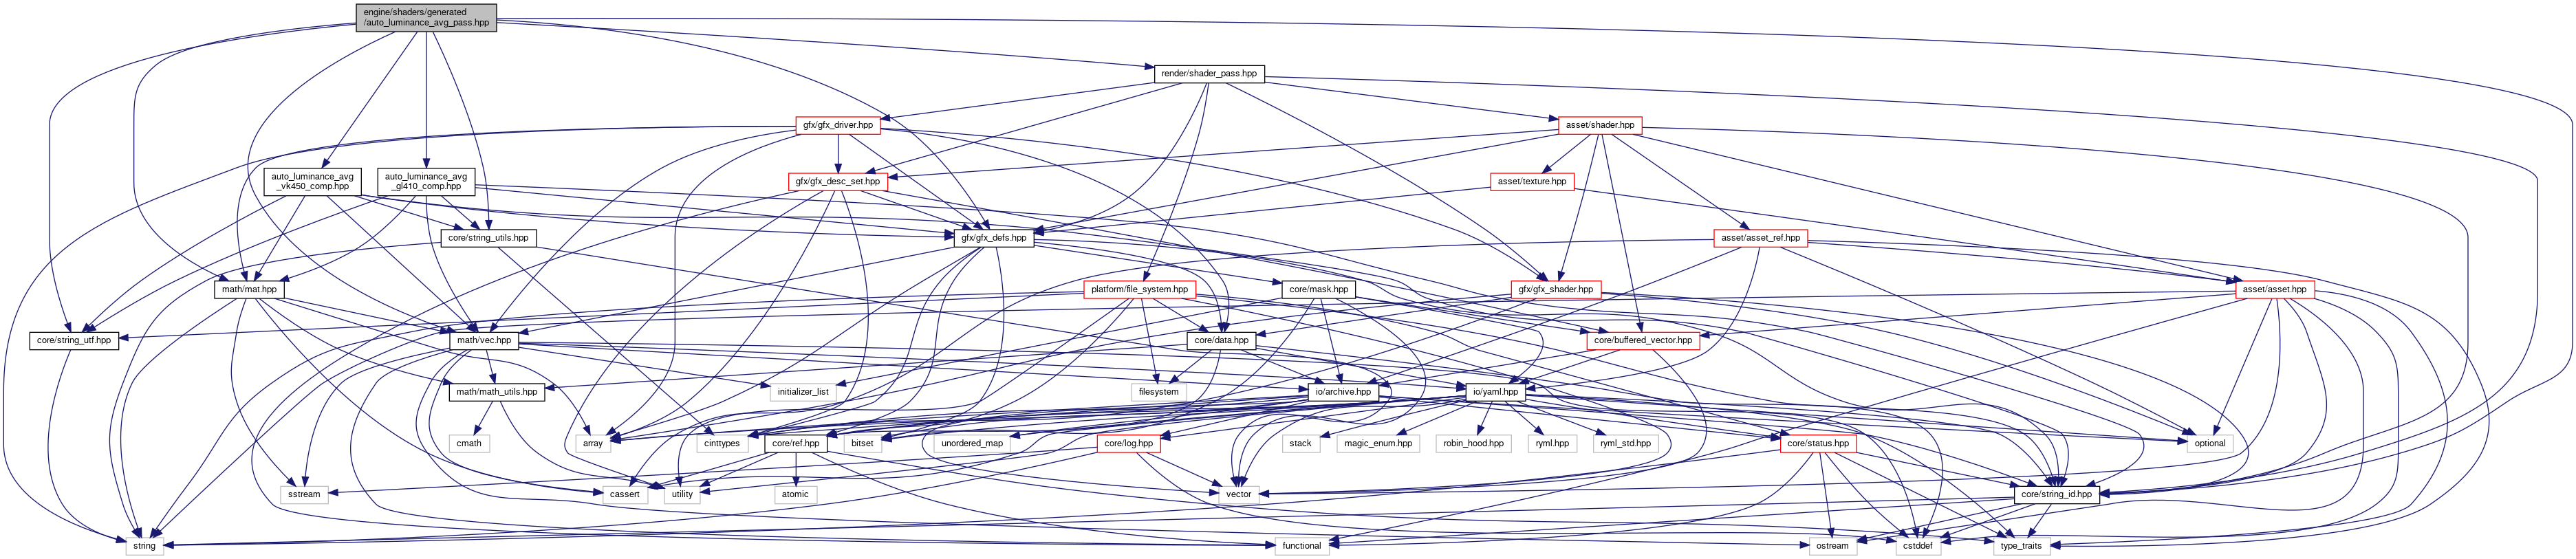 engine/shaders/generated
/auto_luminance_avg_pass.hpp
render/shader_pass.hpp
gfx/gfx_driver.hpp
asset/shader.hpp
auto_luminance_avg
_vk450_comp.hpp
auto_luminance_avg
_gl410_comp.hpp
gfx/gfx_desc_set.hpp
asset/texture.hpp
core/string_utils.hpp
gfx/gfx_defs.hpp
asset/asset_ref.hpp
math/mat.hpp
platform/file_system.hpp
core/mask.hpp
gfx/gfx_shader.hpp
asset/asset.hpp
core/string_utf.hpp
math/vec.hpp
core/data.hpp
core/buffered_vector.hpp
math/math_utils.hpp
initializer_list
filesystem
io/archive.hpp
io/yaml.hpp
cmath
array
cinttypes
core/ref.hpp
bitset
unordered_map
core/log.hpp
stack
magic_enum.hpp
robin_hood.hpp
ryml.hpp
ryml_std.hpp
core/status.hpp
optional
sstream
cassert
utility
atomic
vector
core/string_id.hpp
string
functional
ostream
cstddef
type_traits